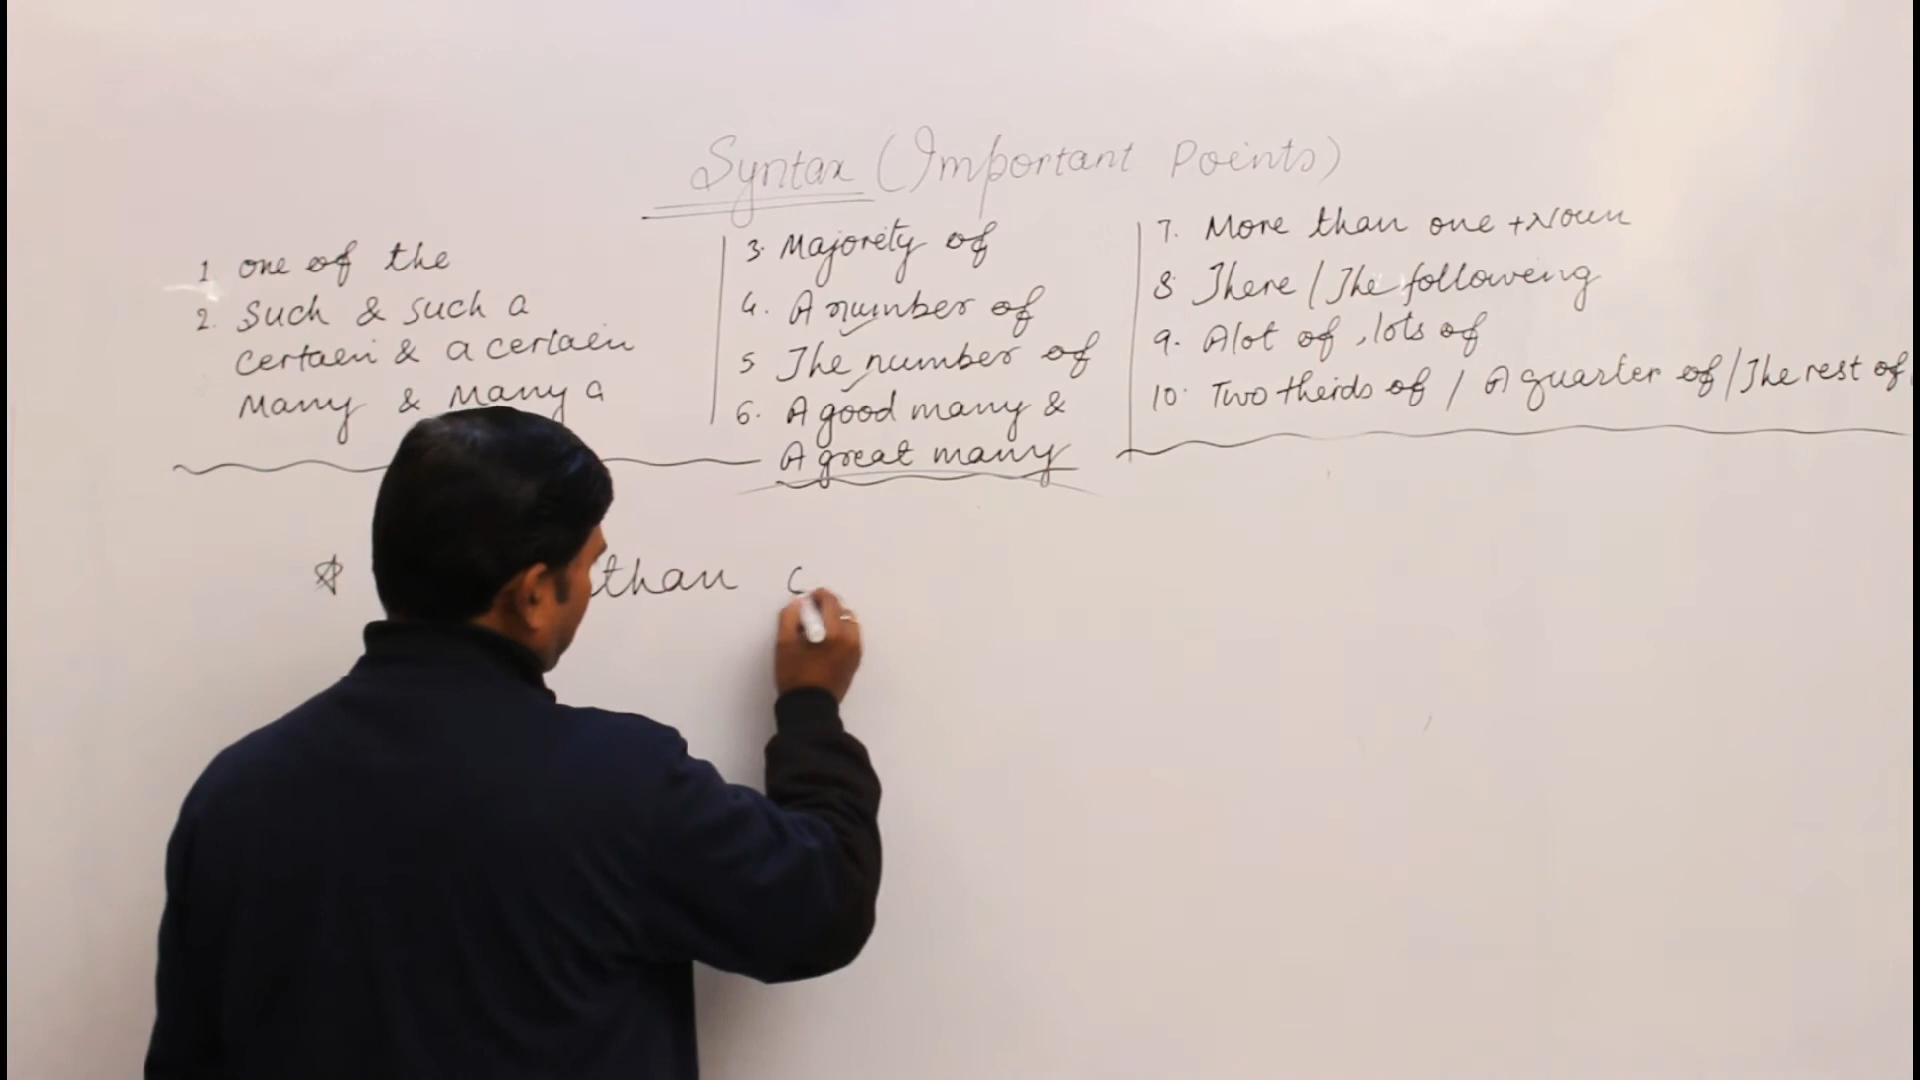 Syntax (Important Points)
1 one of the
2. Such & such a
certain & a certain
Many & Many a
3. Majority of
4. A number of
5 The number of
6. A good many &
A great many
7. More than one + Noun
8 There / The following
9. Alot of , lots of
10. Two thirds of / A quarter of / The rest of
than